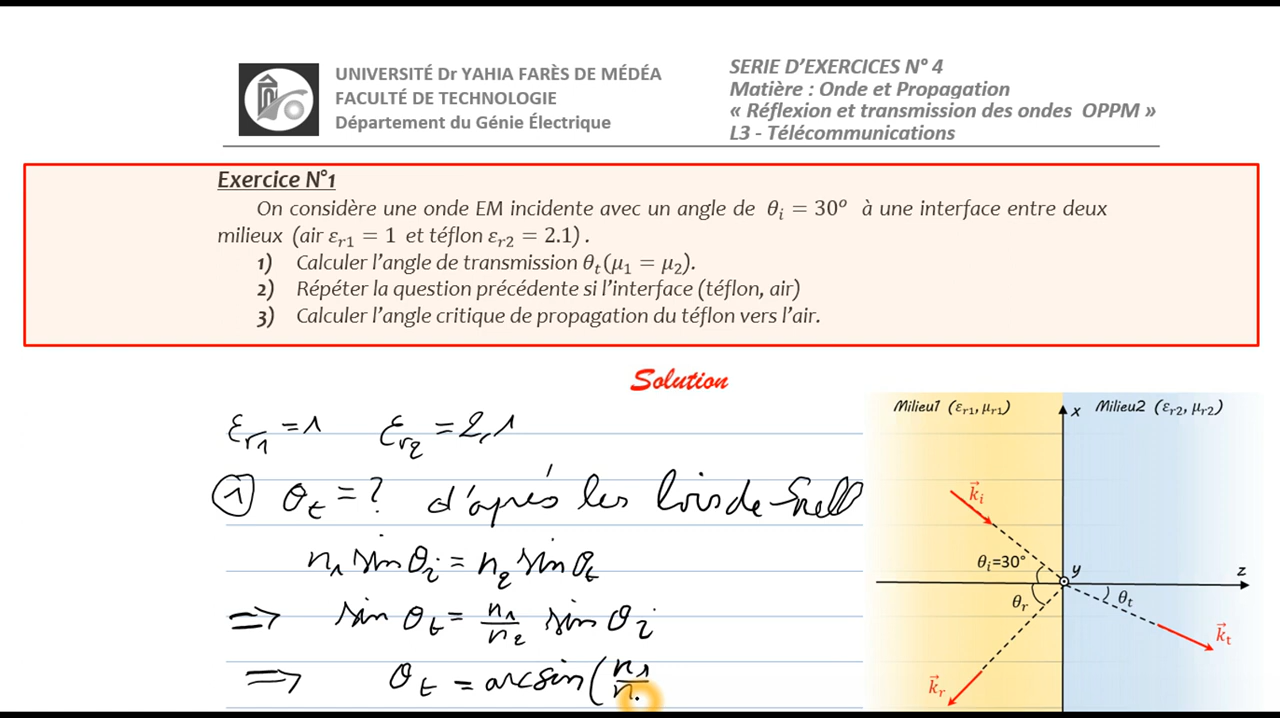 UNIVERSITÉ Dr YAHIA FARÈS DE MÉDÉA
FACULTÉ DE TECHNOLOGIE
Département du Génie Électrique
SERIE D'EXERCICES N° 4
Matière : Onde et Propagation
« Réflexion et transmission des ondes OPPM »
L3 - Télécommunications
Exercice N°1
On considère une onde EM incidente avec un angle de θi = 30° à une interface entre deux
milieux (air εr1 = 1 et téflon εr2 = 2.1) .
1) Calculer l'angle de transmission θt(μ1 = μ2).
2) Répéter la question précédente si l'interface (téflon, air)
3) Calculer l'angle critique de propagation du téflon vers l'air.
Solution
εr1 = 1 εr2 = 2,1
① θt = ? d'aprés les lois de Snell
n1 sin θi = n2 sin θt
⇒ sin θt = n1/n2 sin θi
⇒ θt = arcsin(n1/n
Milieu1 (εr1, μr1)
x
Milieu2 (εr2, μr2)
k⃗i
θi=30°
y
z
θr
θt
k⃗t
k⃗r